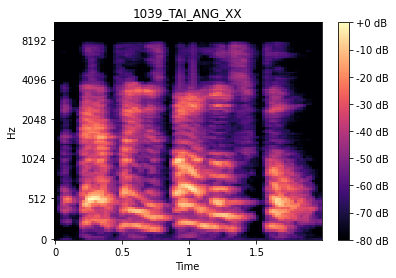 1039_TAI_ANG_XX
+0 dB
8192
-10 dB
4096
-20 dB
-30 dB
2048
-40 dB
Hz
1024
-50 dB
-60 dB
512
-70 dB
0
-80 dB
0
0.5
1
1.5
Time